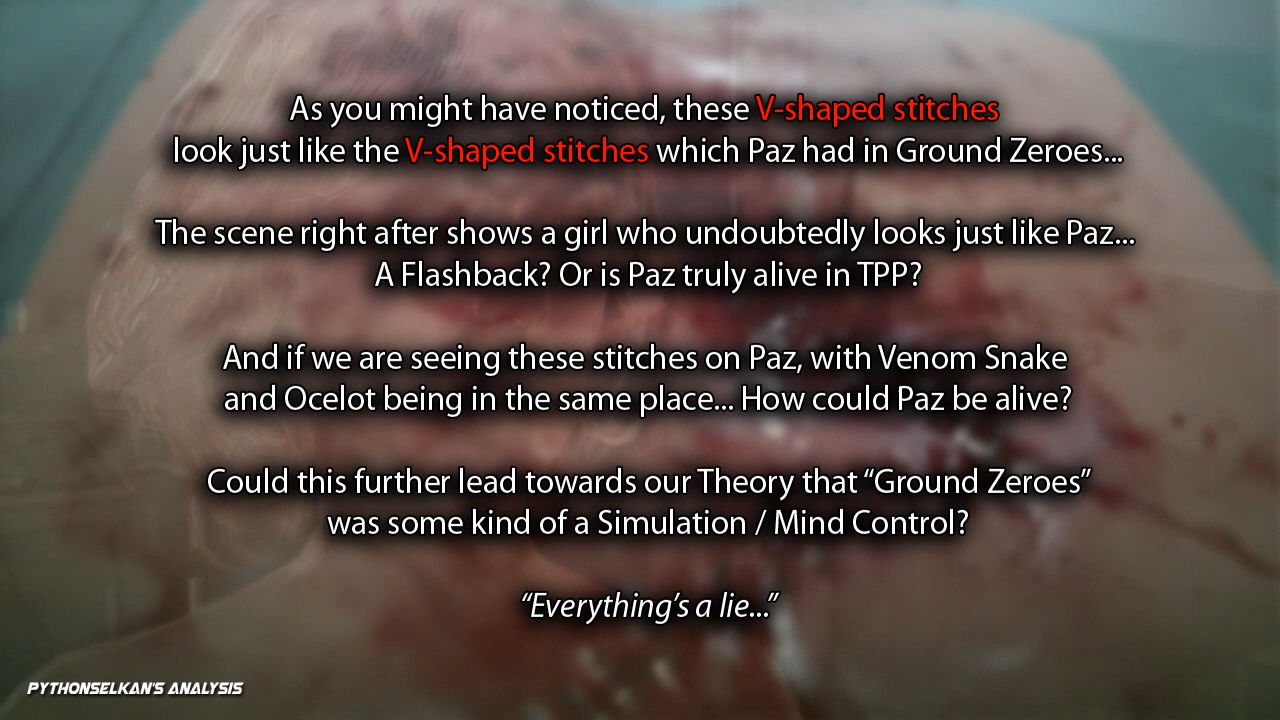 As you might have noticed, these V-shaped stitches
look just like the V-shaped stitches which Paz had in Ground Zeroes...
The scene right after shows a girl who undoubtedly looks just like Paz...
A Flashback? Or is Paz truly alive in TPP?
And if we are seeing these stitches on Paz, with Venom Snake
and Ocelot being in the same place... How could Paz be alive?
Could this further lead towards our Theory that “Ground Zeroes”
was some kind of a Simulation / Mind Control?
“Everything’s a lie...”
PYTHONSELKAN'S ANALYSIS